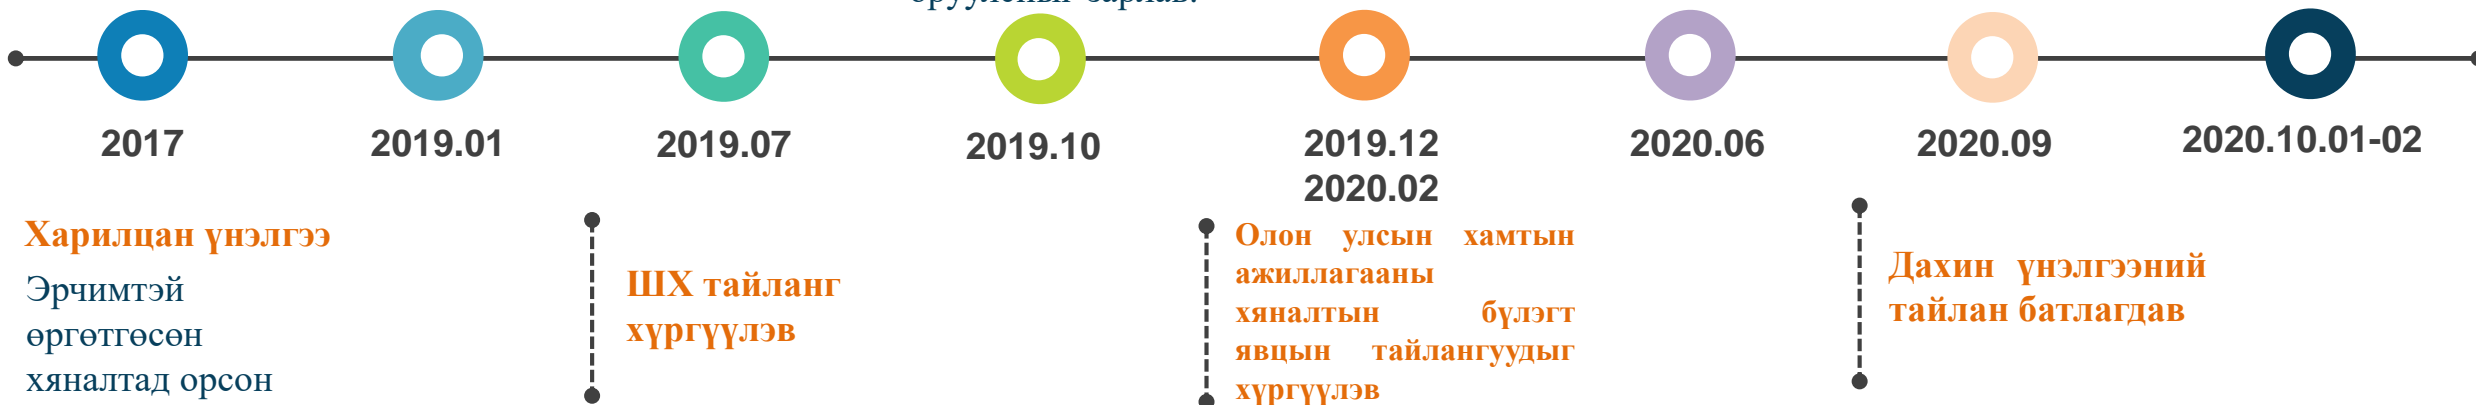 2017
2019.01
2019.07
2019.10
2019.12
2020.02
2020.06
2020.09
2020.10.01-02
Харилцан үнэлгээ
Эрчимтэй
өргөтгөсөн
хяналтад орсон
ШХ тайланг
хүргүүлэв
Олон улсын хамтын
ажиллагааны
хяналтын бүлэгт
явцын тайлангуудыг
хүргүүлэв
Дахин үнэлгээний
тайлан батлагдав